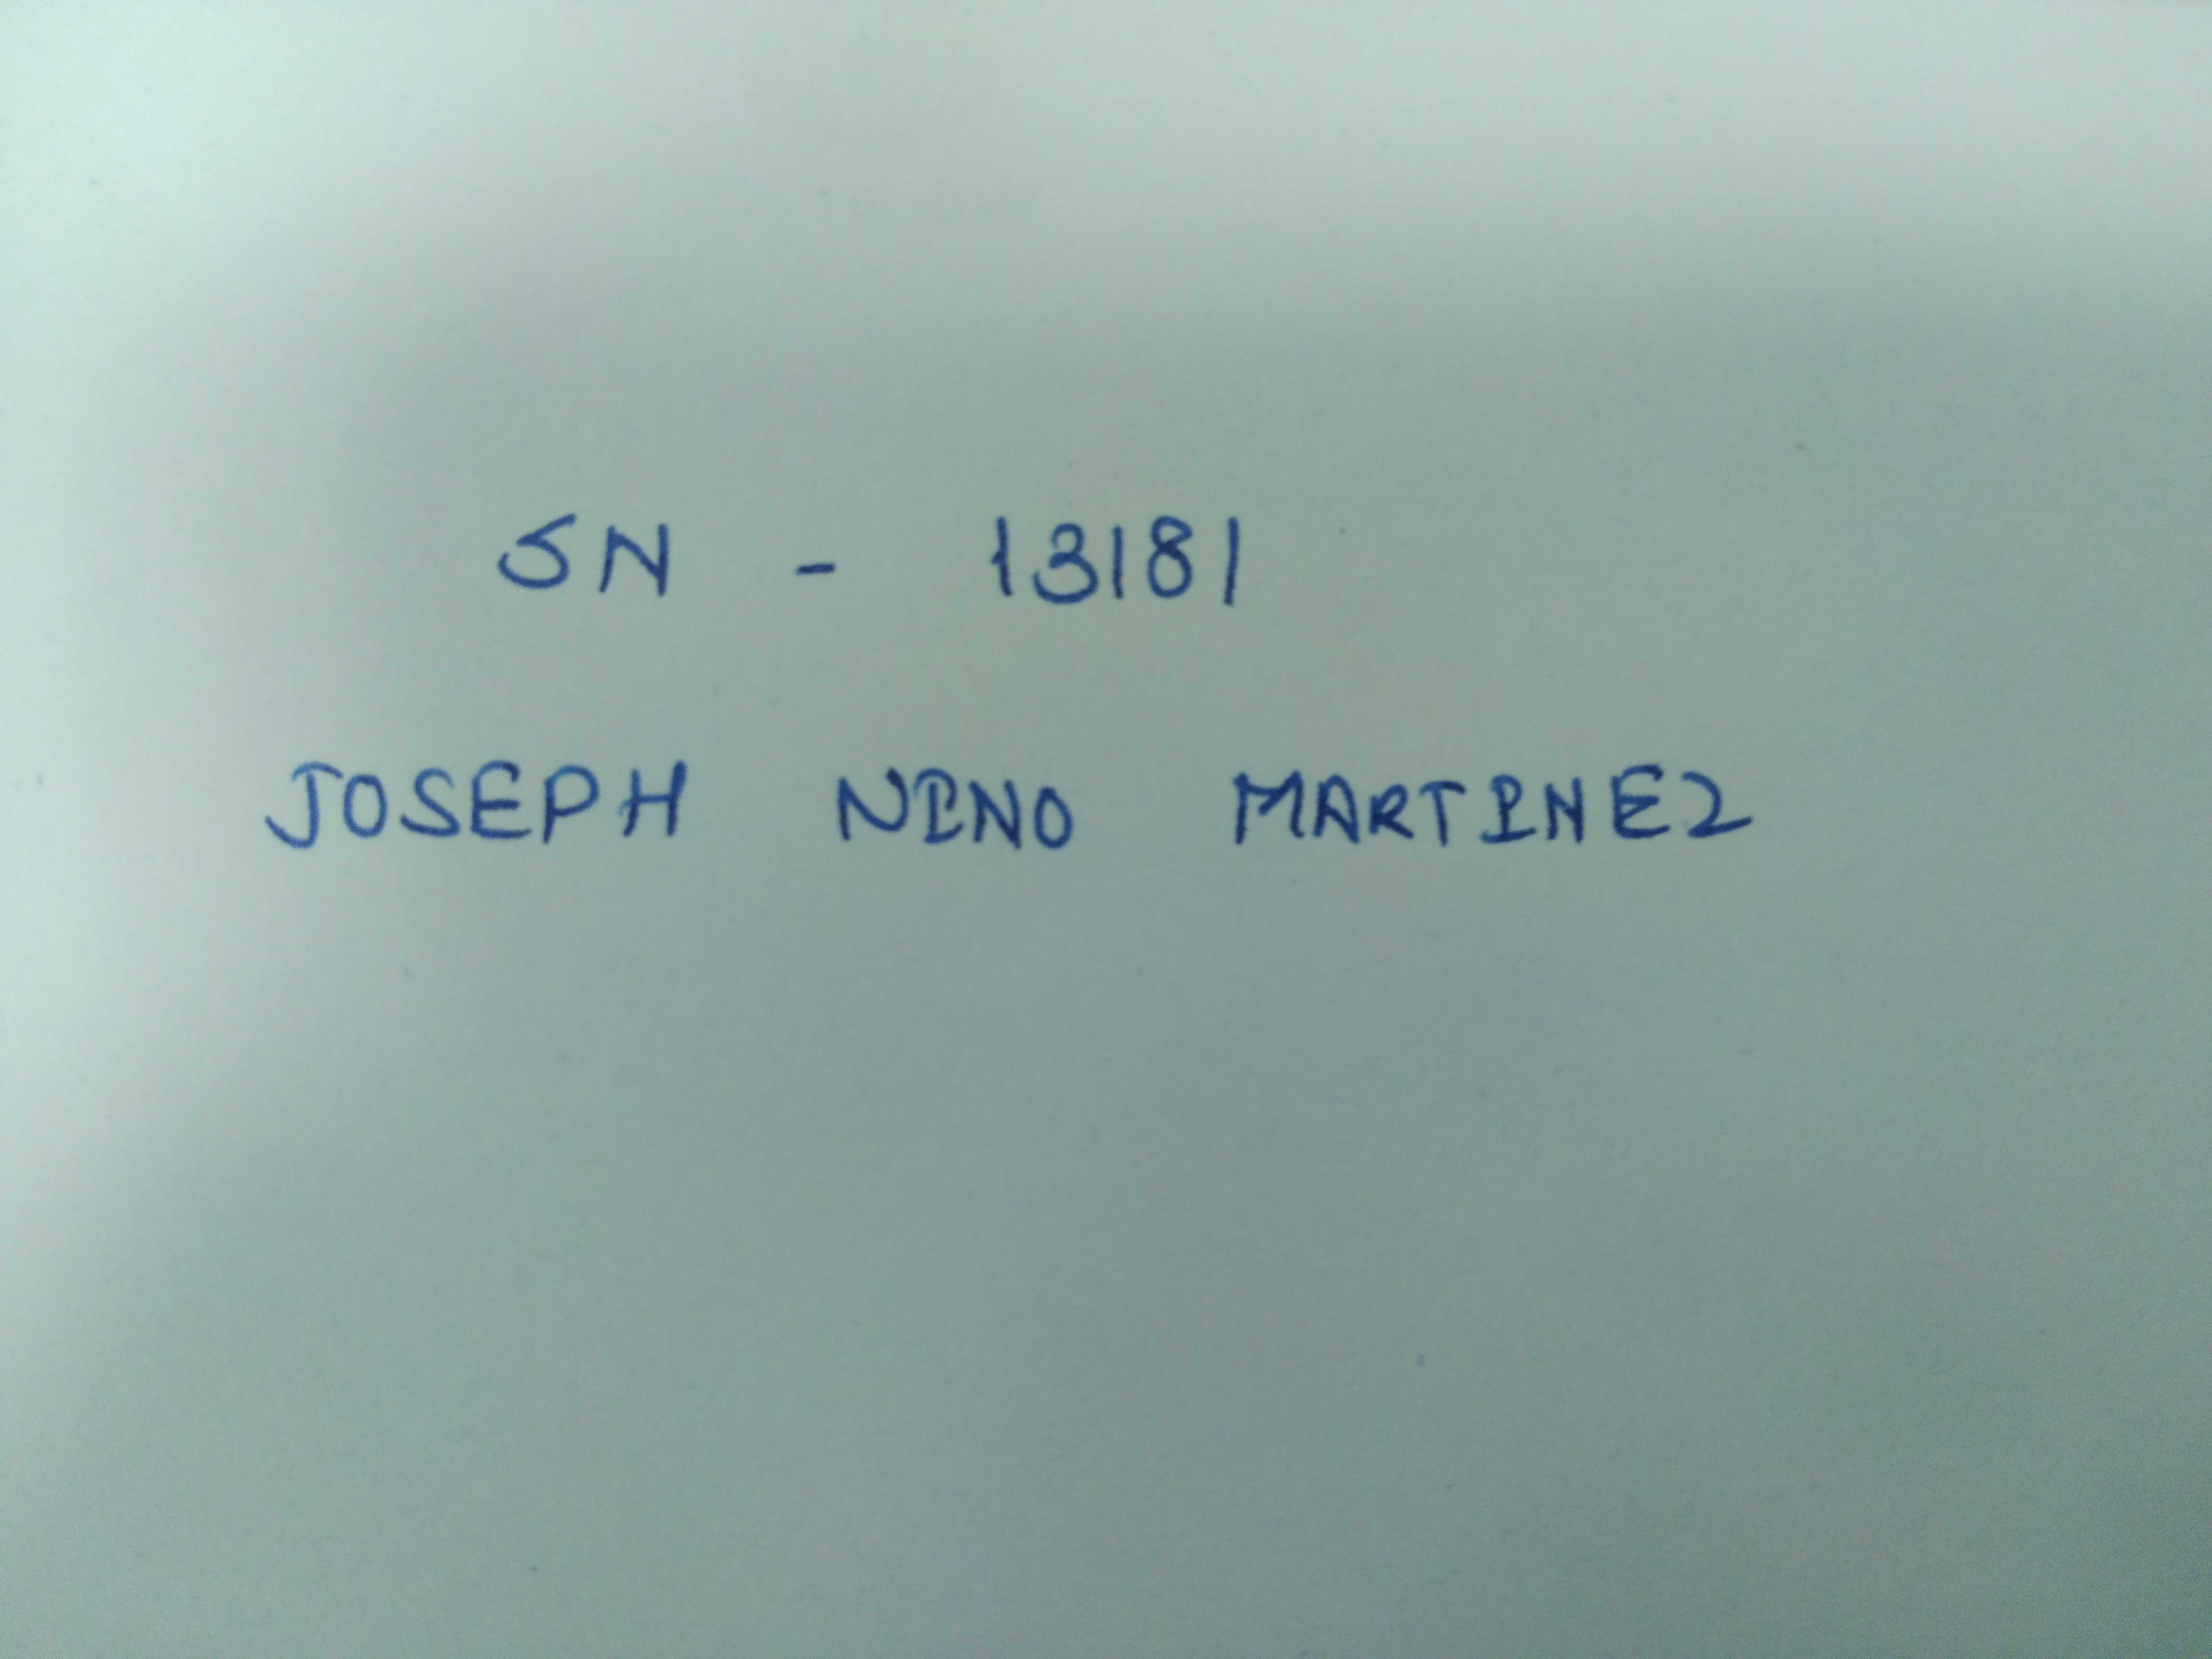 SN - 13181
JOSEPH NINO MARTINEZ